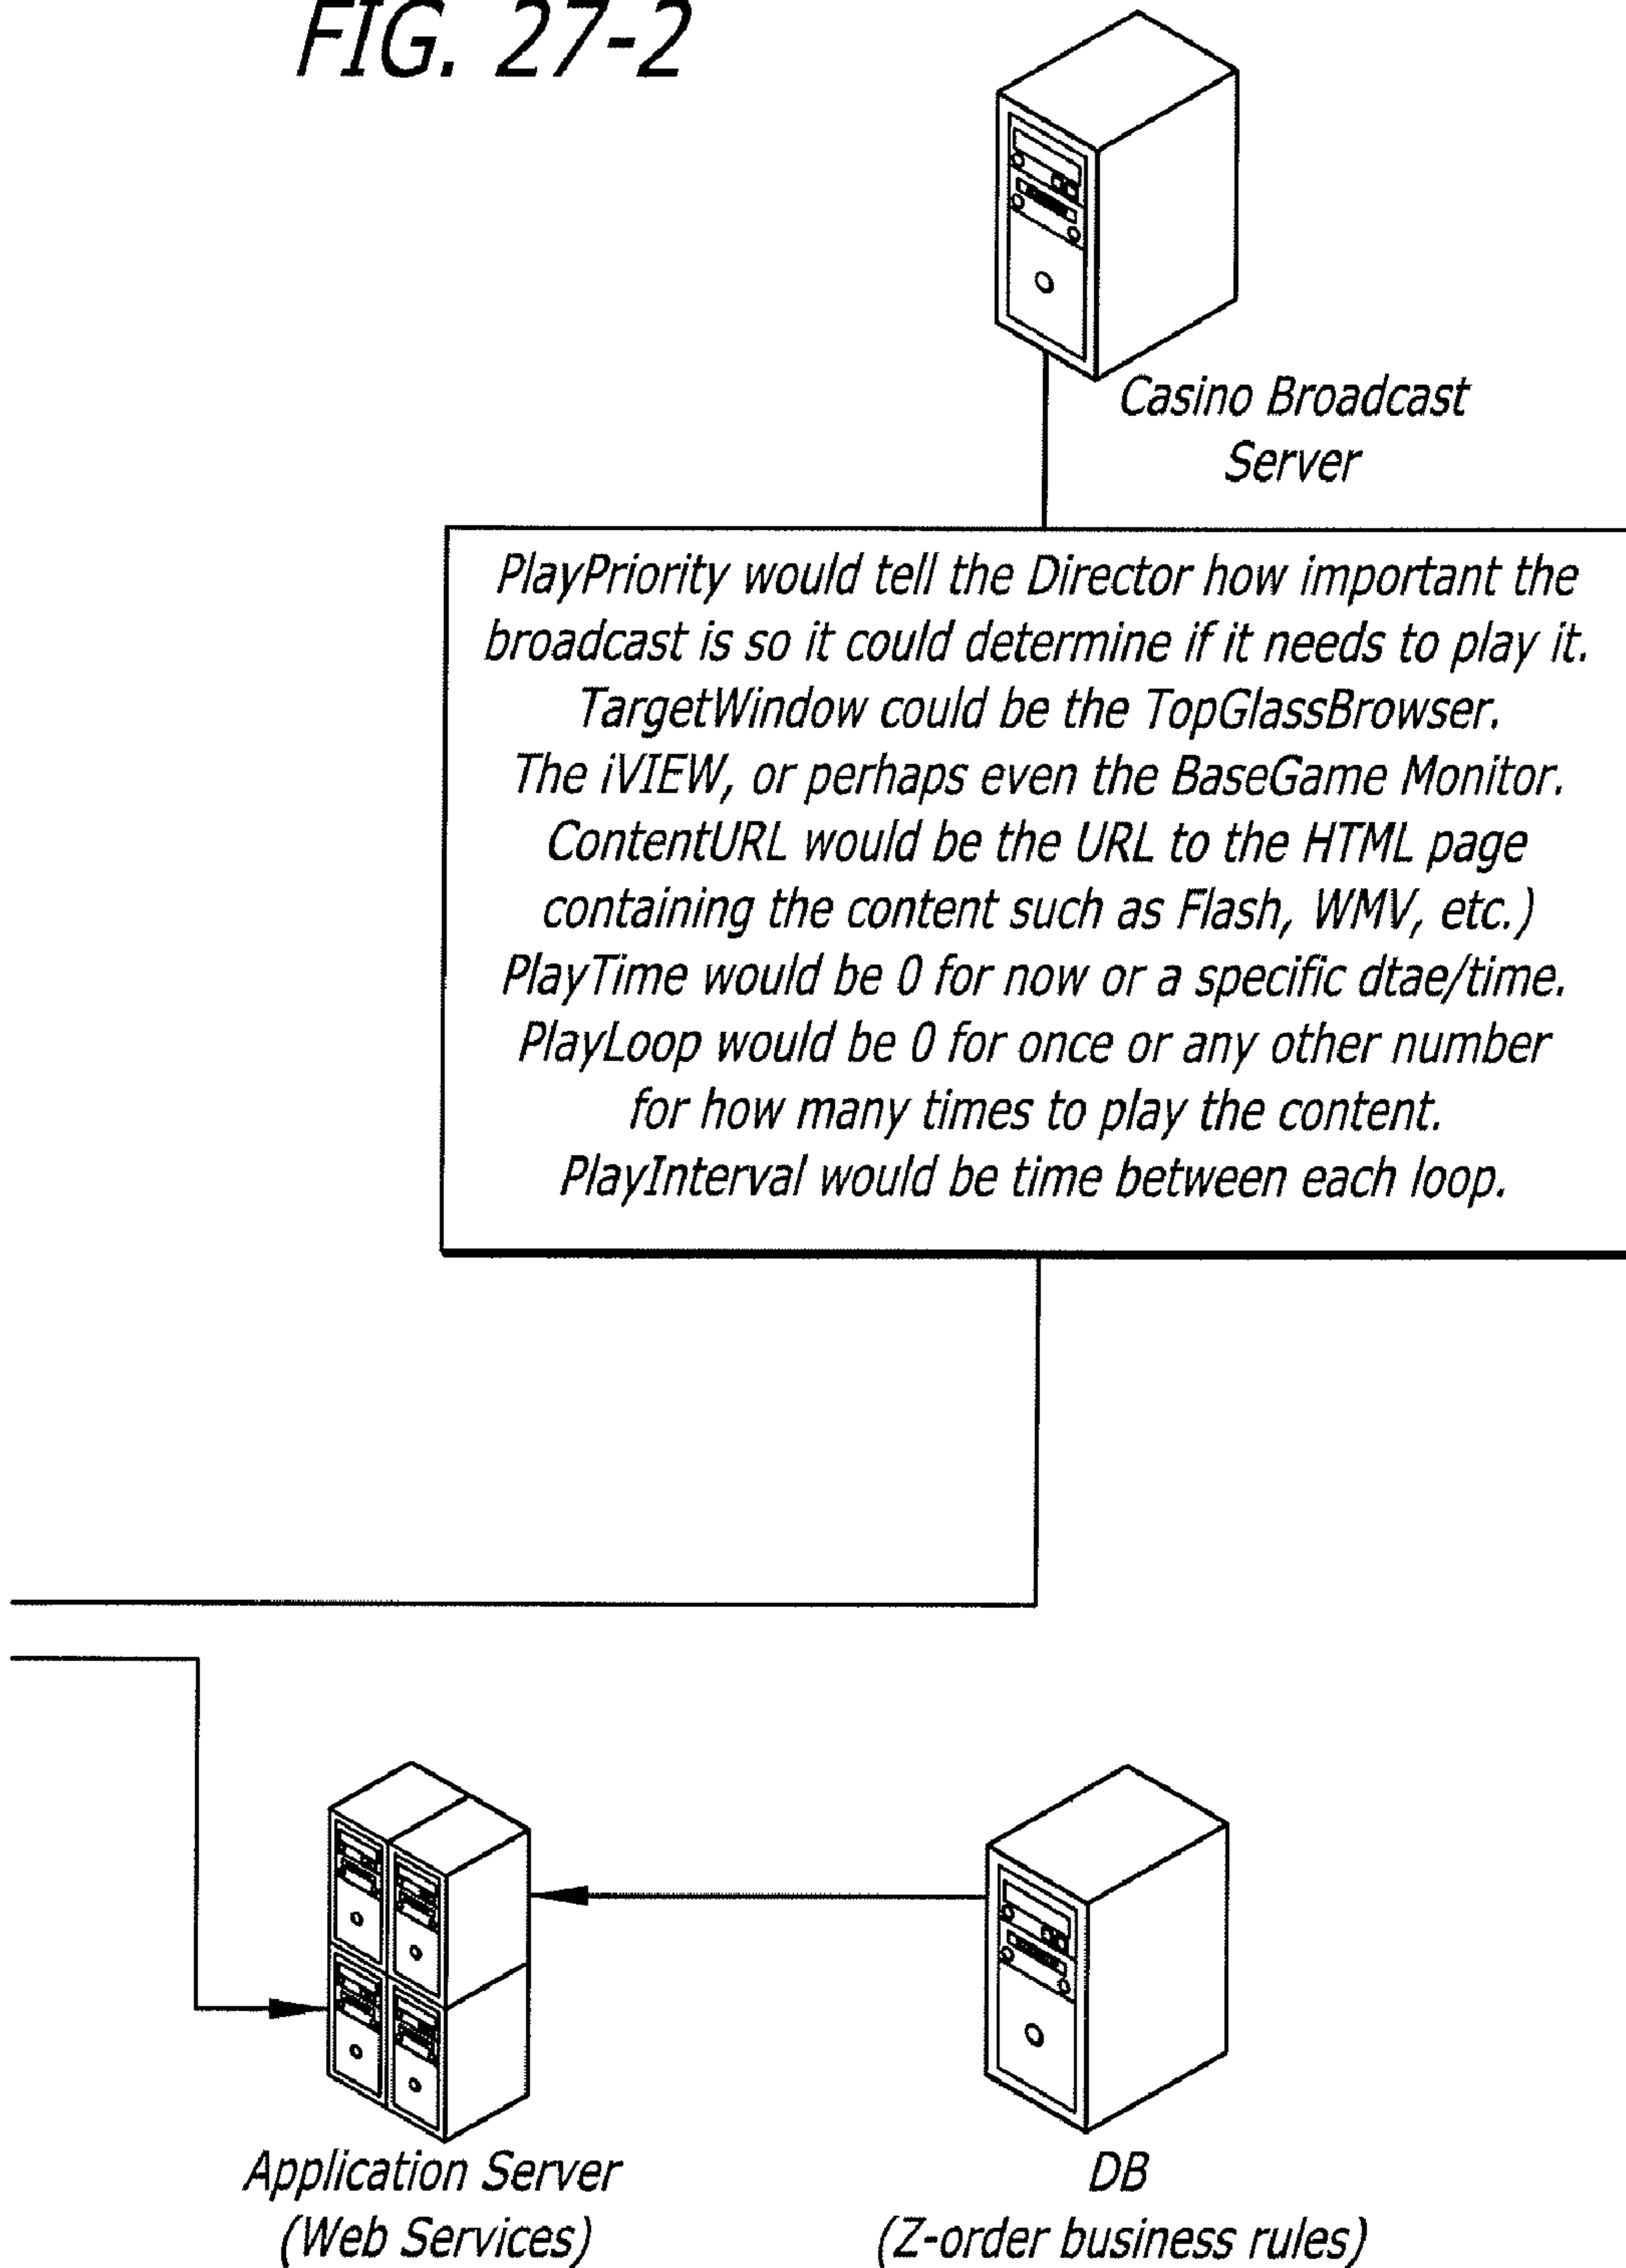 FIG. 27-2
Casino Broadcast
Server
PlayPriority would tell the Director how important the
broadcast is so it could determine if it needs to play it.
TargetWindow could be the TopGlassBrowser.
The iVIEW, or perhaps even the BaseGame Monitor.
ContentURL would be the URL to the HTML page
containing the content such as Flash, WMV, etc.)
PlayTime would be 0 for now or a specific dtae/time.
PlayLoop would be 0 for once or any other number
for how many times to play the content.
PlayInterval would be time between each loop.
Application Server
(Web Services)
DB
(Z-order business rules)